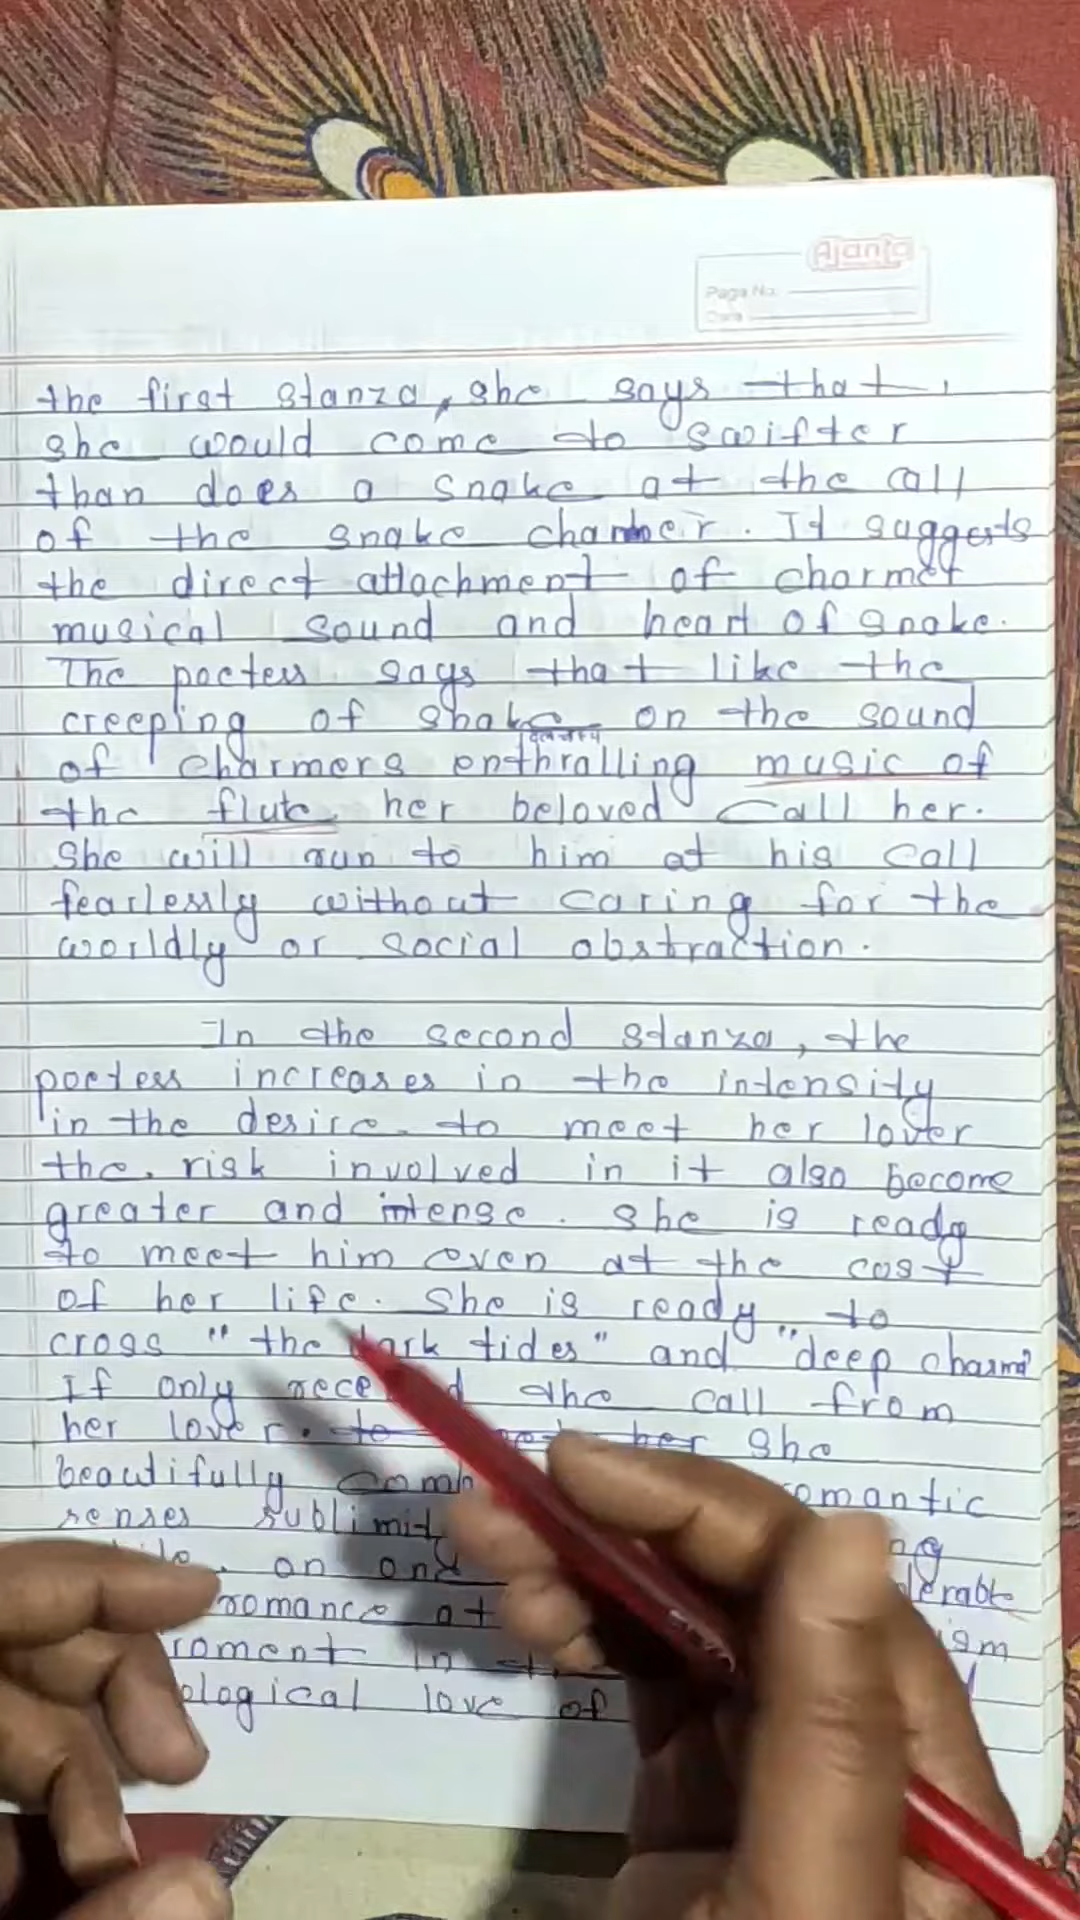 Ajanta
Page No.
Date
the first stanza, she says that,
she would come to swifter
than does a snake at the call
of the snake charmer. It suggests
the direct attachment of charmer
musical sound and heart of snake.
The poetess says that like the
creeping of snake on the sound
of charmers enthralling music of
the flute her beloved call her.
She will run to him at his call
fearlessly without caring for the
worldly or social abstraction.
In the second stanza, the
poetess increases in the intensity
in the desire to meet her lover
the risk involved in it also become
greater and intense. She is ready
to meet him even at the cost
of her life. She is ready to
cross "the dark tides" and "deep
If only the call from
her lover. to her she
beautifully
senses
on one
romance at
in
love of